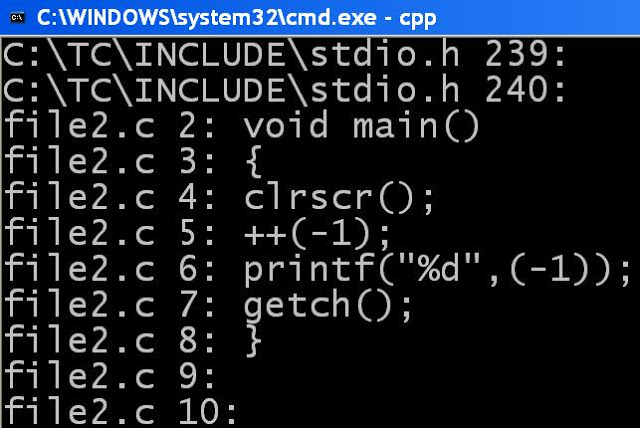 C:\WINDOWS\system32\cmd.exe - cpp
C:\TC\INCLUDE\stdio.h 239:
C:\TC\INCLUDE\stdio.h 240:
file2.c 2: void main()
file2.c 3: {
file2.c 4: clrscr();
file2.c 5: ++(-1);
file2.c 6: printf("%d",(-1));
file2.c 7: getch();
file2.c 8: }
file2.c 9:
file2.c 10: